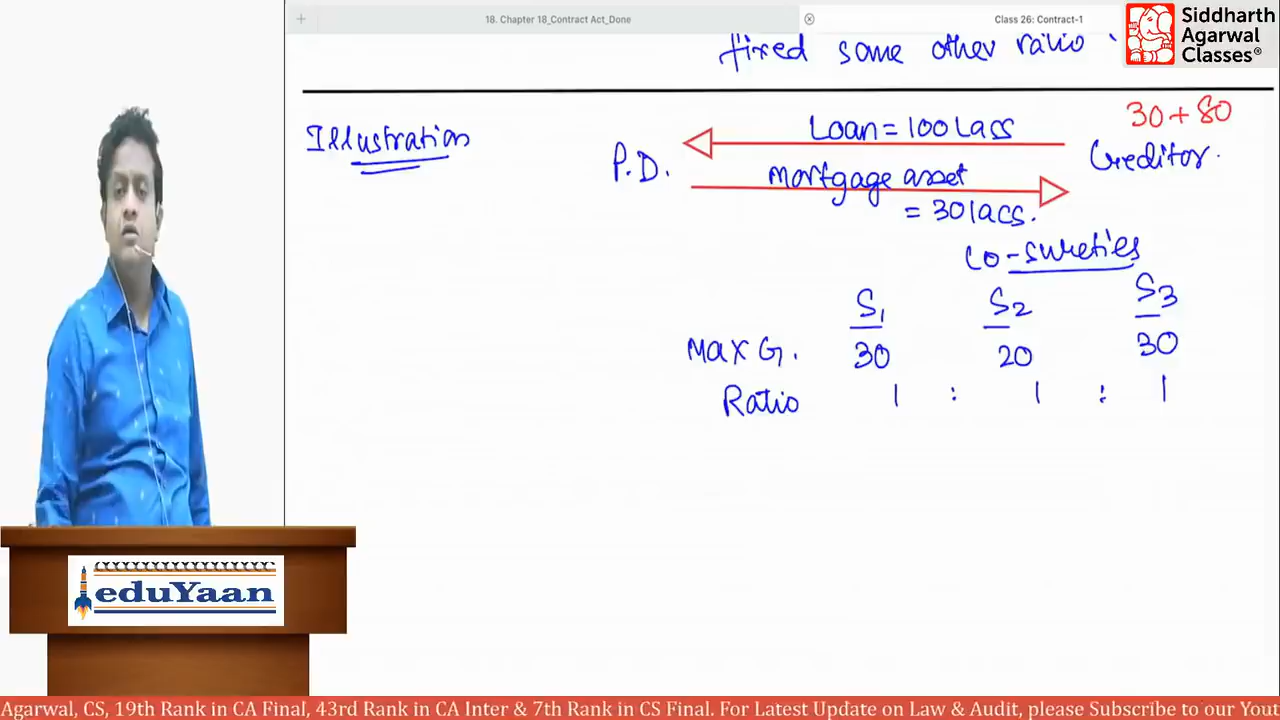 18. Chapter 18_Contract Act_Done
Class 26: Contract-1
Siddharth
Agarwal
Classes®
fixed some other ratio
Illustration
30 + 80
Loan = 100 Lacs
P.D.
Creditor.
mortgage asset
= 30 lacs.
co-sureties
S1 S2 S3
Max G. 30 20 30
Ratio 1 : 1 : 1
eduYaan
Agarwal, CS, 19th Rank in CA Final, 43rd Rank in CA Inter & 7th Rank in CS Final. For Latest Update on Law & Audit, please Subscribe to our Yout